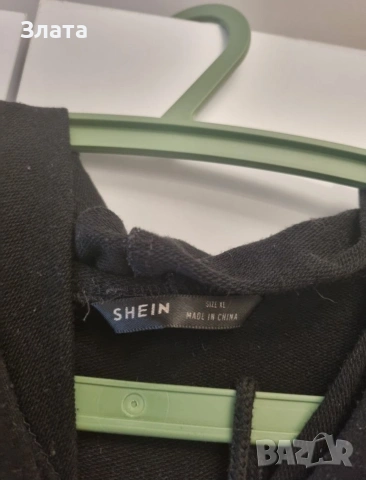 Злата
SHEIN
SIZE XL
MADE IN CHINA
BAZAR